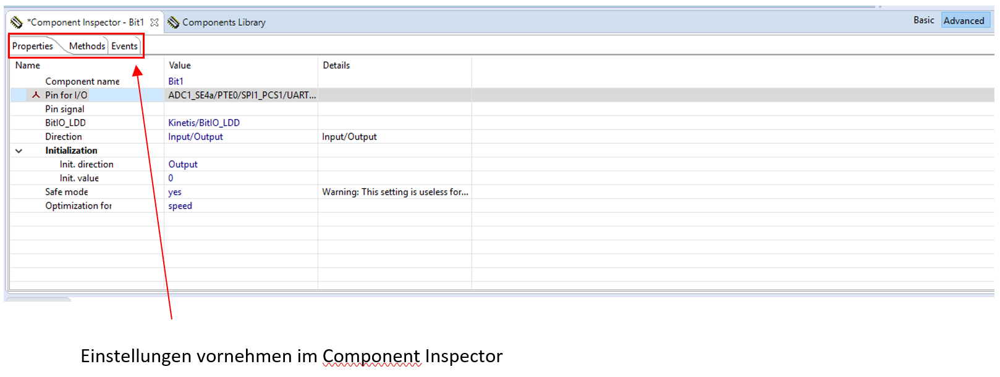 *Component Inspector - Bit1 Components Library Basic Advanced
Properties Methods Events
Name Value Details
Component name Bit1
Pin for I/O ADC1_SE4a/PTE0/SPI1_PCS1/UART...
Pin signal
BitIO_LDD Kinetis/BitIO_LDD
Direction Input/Output Input/Output
Initialization
Init. direction Output
Init. value 0
Safe mode yes Warning: This setting is useless for...
Optimization for speed
Einstellungen vornehmen im Component Inspector